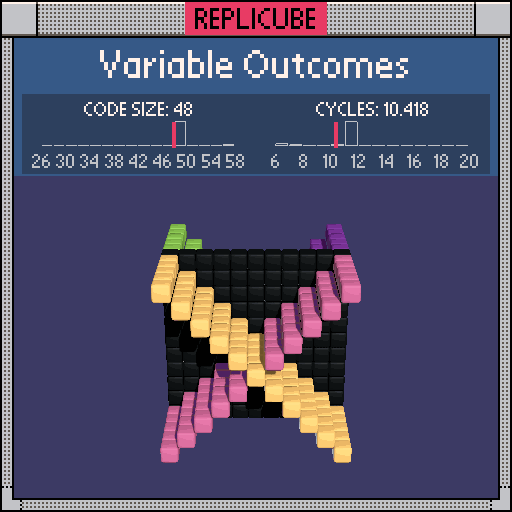 REPLICUBE
Variable Outcomes
CODE SIZE: 48 CYCLES: 10.418
26 30 34 38 42 46 50 54 58 6 8 10 12 14 16 18 20